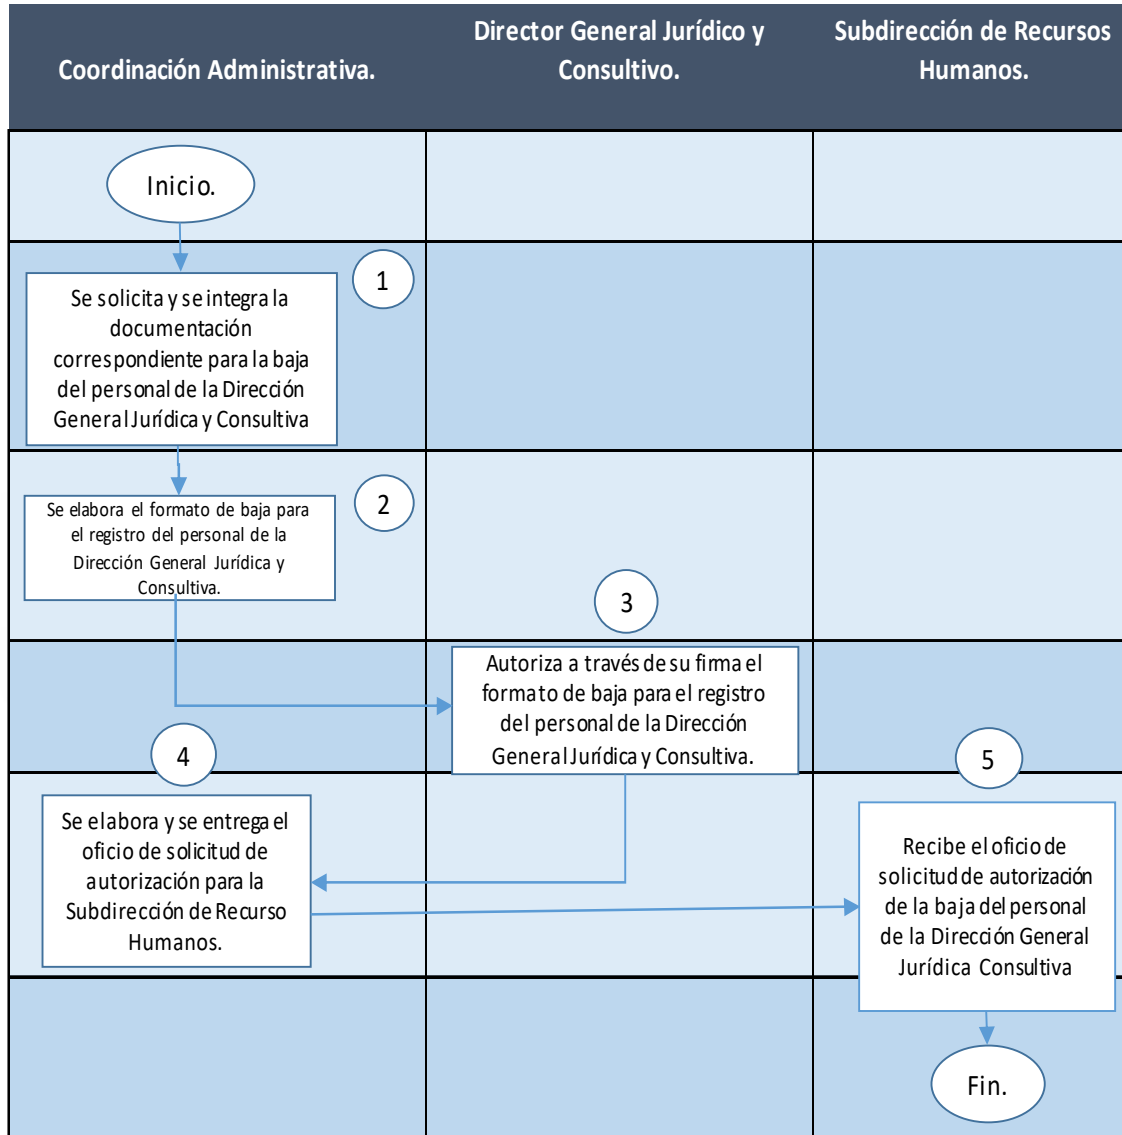 Coordinación Administrativa.
Director General Jurídico y
Consultivo.
Subdirección de Recursos
Humanos.
Inicio.
1
Se solicita y se integra la
documentación
correspondiente para la baja
del personal de la Dirección
General Jurídica y Consultiva
2
Se elabora el formato de baja para
el registro del personal de la
Dirección General Jurídica y
Consultiva.
3
Autoriza a través de su firma el
formato de baja para el registro
del personal de la Dirección
General Jurídica y Consultiva.
4
Se elabora y se entrega el
oficio de solicitud de
autorización para la
Subdirección de Recurso
Humanos.
5
Recibe el oficio de
solicitud de autorización
de la baja del personal
de la Dirección General
Jurídica Consultiva
Fin.